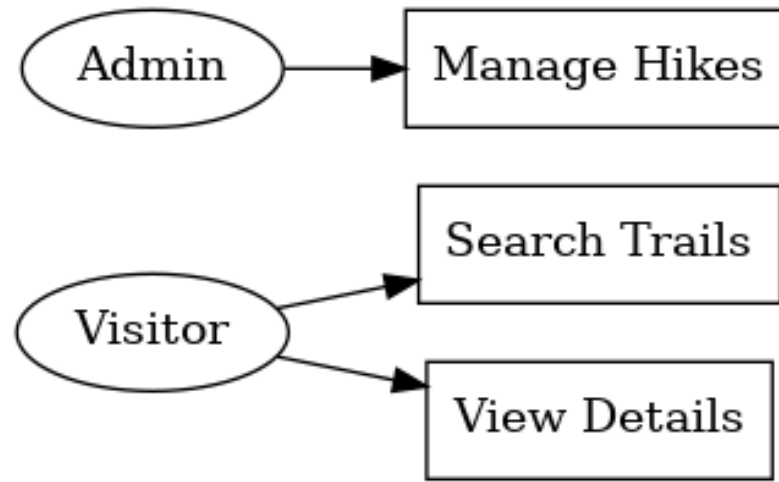 Admin
Manage Hikes
Search Trails
Visitor
View Details